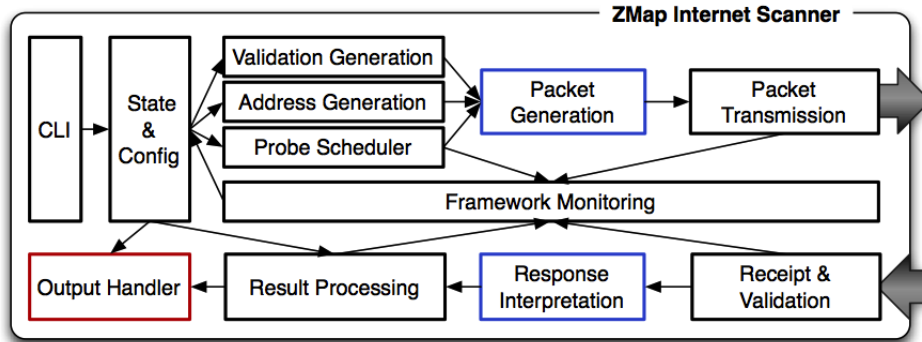 ZMap Internet Scanner
CLI
State
&
Config
Validation Generation
Address Generation
Probe Scheduler
Packet
Generation
Packet
Transmission
Framework Monitoring
Output Handler
Result Processing
Response
Interpretation
Receipt &
Validation